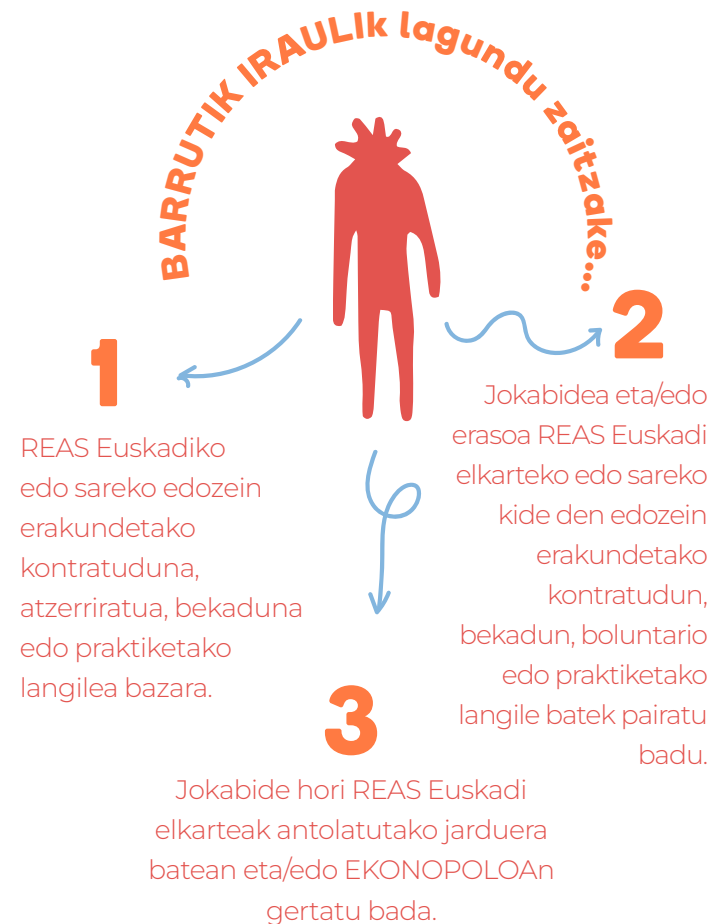 BARRUTIK IRAULIk lagundu zaitzake...
1
REAS Euskadiko
edo sareko edozein
erakundetako
kontratuduna,
atzerriratua, bekaduna
edo praktiketako
langilea bazara.
2
Jokabidea eta/edo
erasoa REAS Euskadi
elkarteko edo sareko
kide den edozein
erakundetako
kontratudun,
bekadun, boluntario
edo praktiketako
langile batek pairatu
badu.
3
Jokabide hori REAS Euskadi
elkarteak antolatutako jarduera
batean eta/edo EKONOPOLOAn
gertatu bada.